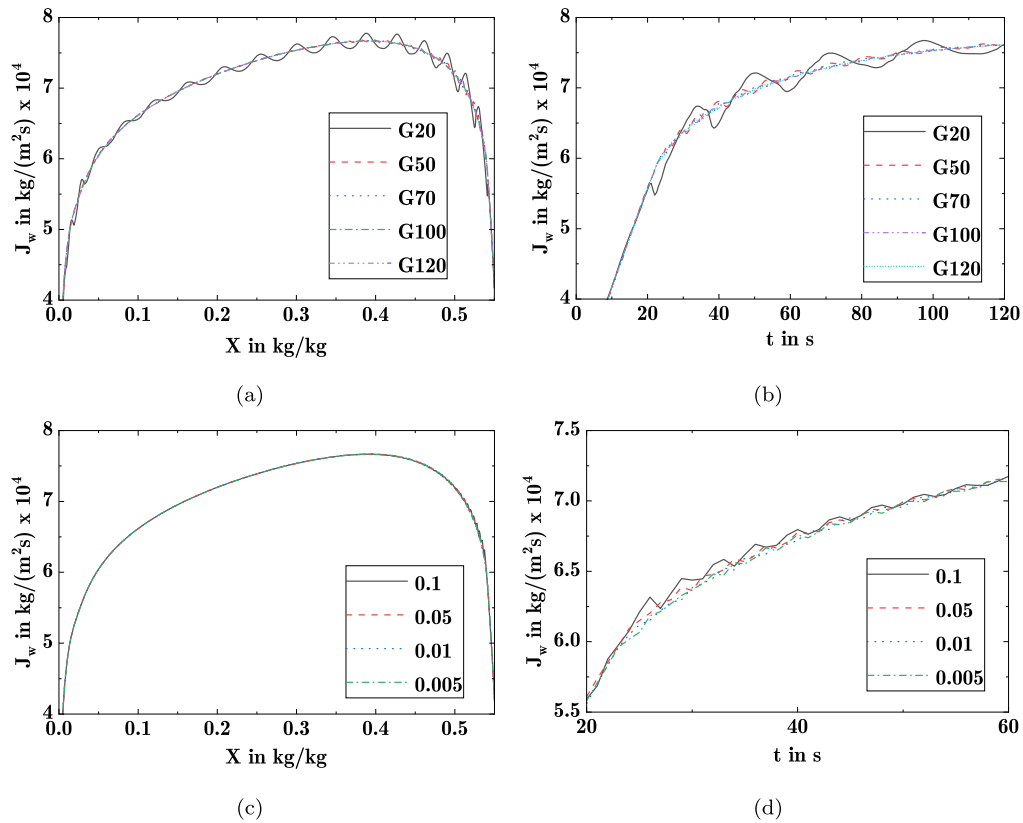 8
7
6
5
4
J_w in kg/(m²s) x 10⁴
G20
G50
G70
G100
G120
0.0 0.1 0.2 0.3 0.4 0.5
X in kg/kg
(a)
8
7
6
5
4
J_w in kg/(m²s) x 10⁴
G20
G50
G70
G100
G120
0 20 40 60 80 100 120
t in s
(b)
8
7
6
5
4
J_w in kg/(m²s) x 10⁴
0.1
0.05
0.01
0.005
0.0 0.1 0.2 0.3 0.4 0.5
X in kg/kg
(c)
7.5
7.0
6.5
6.0
5.5
J_w in kg/(m²s) x 10⁴
0.1
0.05
0.01
0.005
20 40 60
t in s
(d)